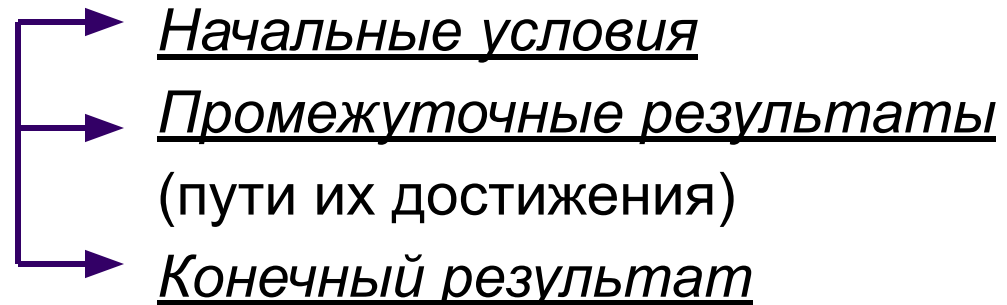 Начальные условия
Промежуточные результаты
(пути их достижения)
Конечный результат